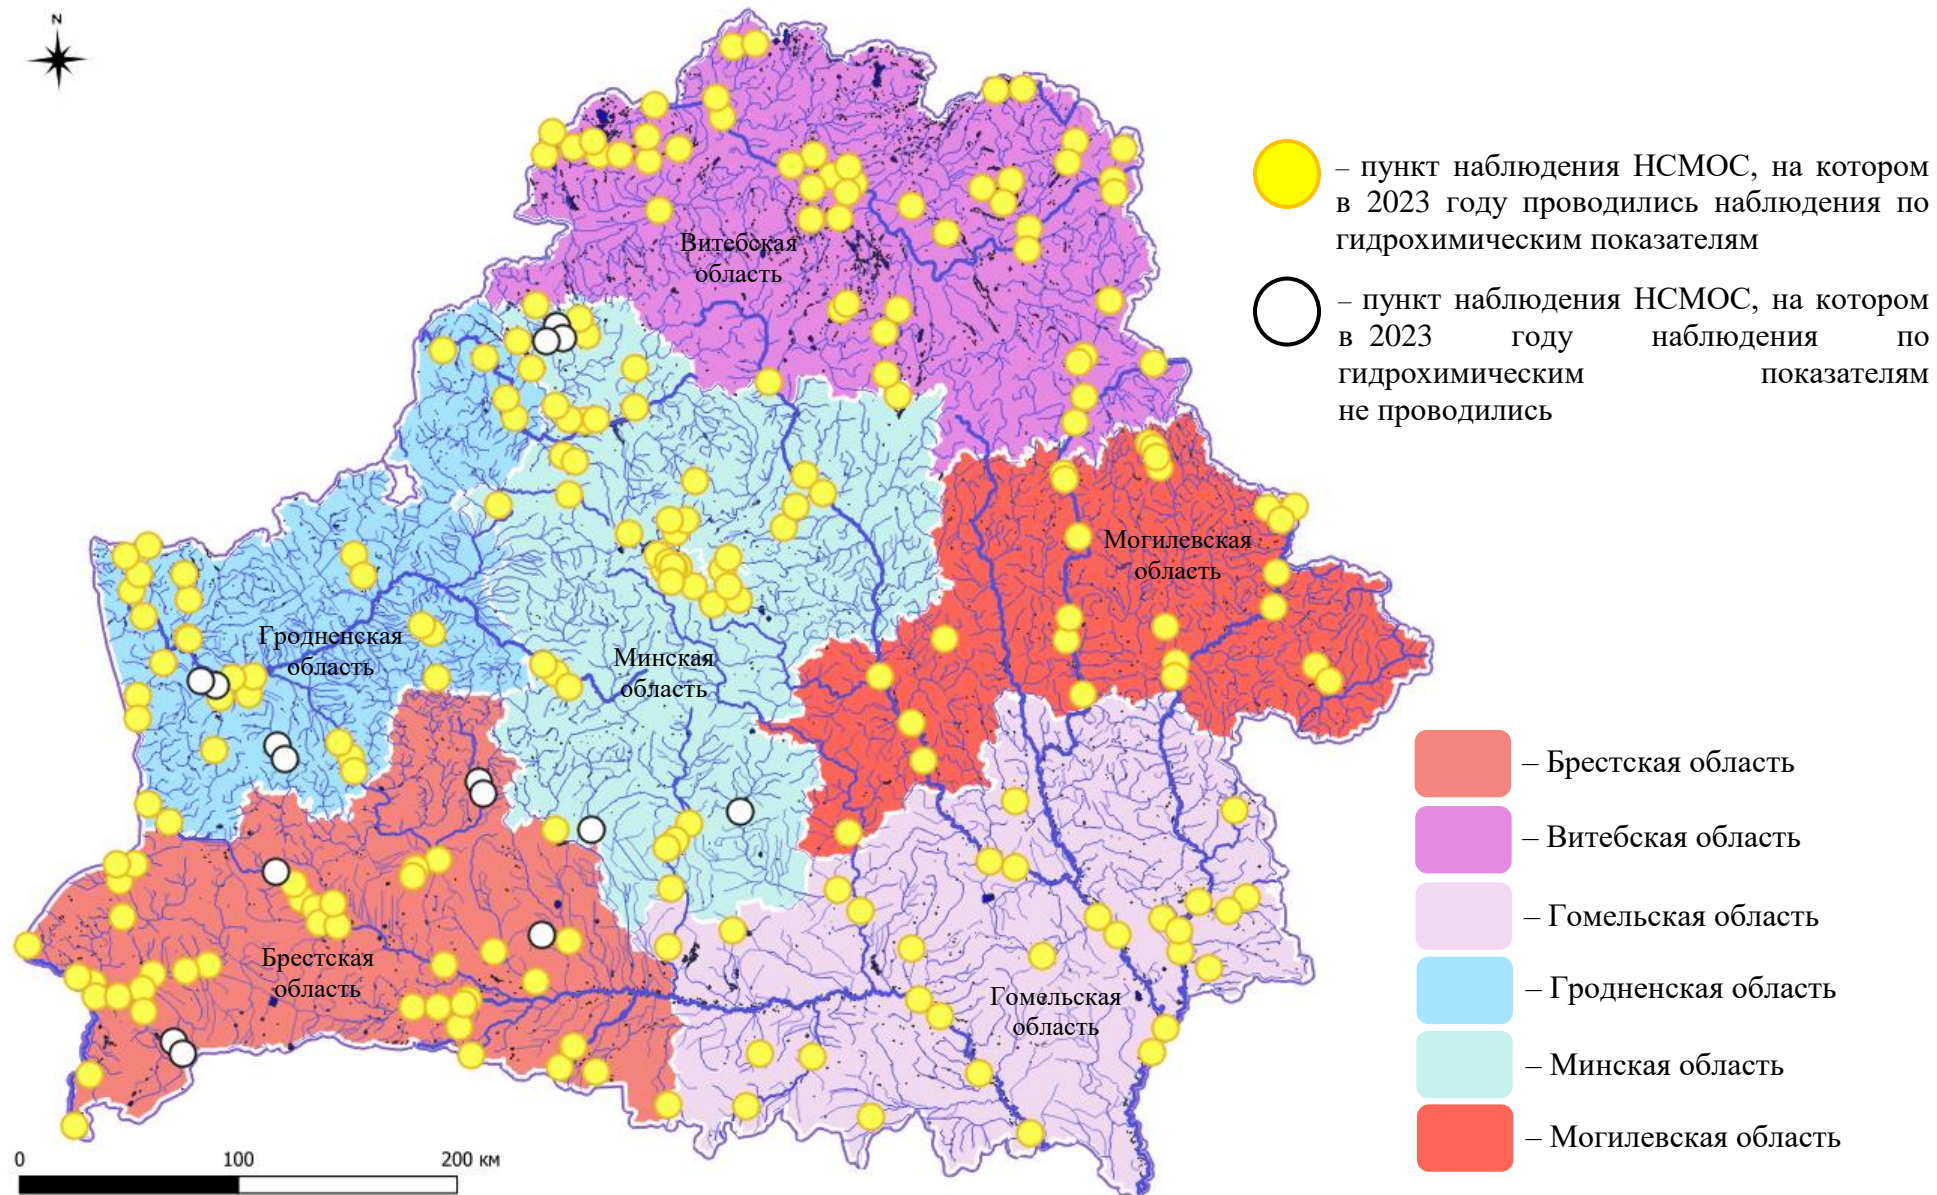 N
– пункт наблюдения НСМОС, на котором
в 2023 году проводились наблюдения по
гидрохимическим показателям
– пункт наблюдения НСМОС, на котором
в 2023 году наблюдения по
гидрохимическим показателям
не проводились
Витебская
область
Могилевская
область
Гродненская
область
Минская
область
Брестская
область
Гомельская
область
– Брестская область
– Витебская область
– Гомельская область
– Гродненская область
– Минская область
– Могилевская область
0 100 200 км